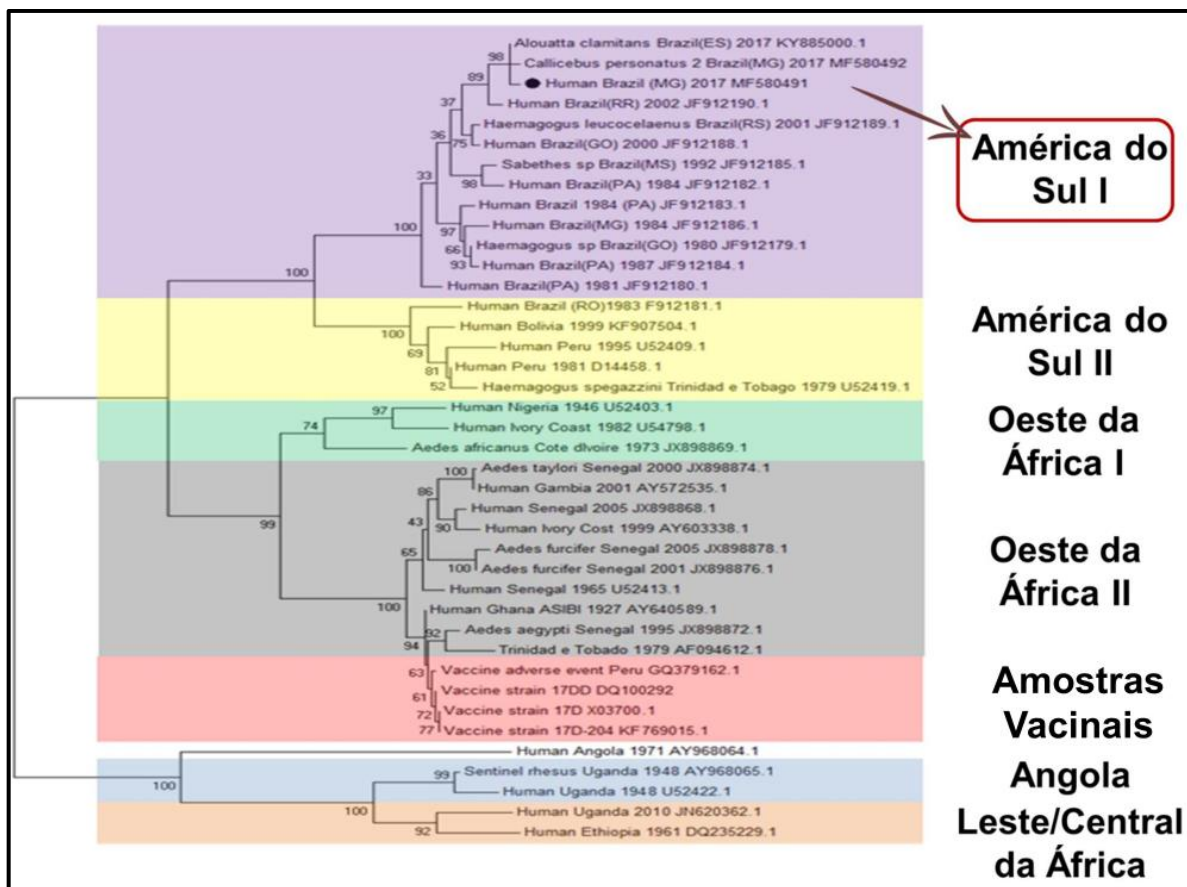 Alouatta clamitans Brazil(ES) 2017 KY885000.1
98
Callicebus personatus 2 Brazil(MG) 2017 MF580492
89
Human Brazil (MG) 2017 MF580491
37
Human Brazil(RR) 2002 JF912190.1
36
Haemagogus leucocelaenus Brazil(RS) 2001 JF912189.1
75
Human Brazil(GO) 2000 JF912188.1
Sabethes sp Brazil(MS) 1992 JF912185.1
33
98
Human Brazil(PA) 1984 JF912182.1
Human Brazil 1984 (PA) JF912183.1
97
Human Brazil(MG) 1984 JF912186.1
66
Haemagogus sp Brazil(GO) 1980 JF912179.1
100
93
Human Brazil(PA) 1987 JF912184.1
100
Human Brazil(PA) 1981 JF912180.1
América do
Sul I
Human Brazil (RO)1983 F912181.1
100
Human Bolivia 1999 KF907504.1
69
Human Peru 1995 U52409.1
81
Human Peru 1981 D14458.1
52
Haemagogus spegazzini Trinidad e Tobago 1979 U52419.1
América do
Sul II
97
Human Nigeria 1946 U52403.1
74
Human Ivory Coast 1982 U54798.1
Aedes africanus Cote dIvoire 1973 JX898869.1
Oeste da
África I
99
100
Aedes taylori Senegal 2000 JX898874.1
86
Human Gambia 2001 AY572535.1
Human Senegal 2005 JX898868.1
43
90
Human Ivory Cost 1999 AY603338.1
65
Aedes furcifer Senegal 2005 JX898878.1
100
Aedes furcifer Senegal 2001 JX898876.1
Human Senegal 1965 U52413.1
100
Human Ghana ASIBI 1927 AY640589.1
92
Aedes aegypti Senegal 1995 JX898872.1
94
Trinidad e Tobado 1979 AF094612.1
Oeste da
África II
63
Vaccine adverse event Peru GQ379162.1
61
Vaccine strain 17DD DQ100292
72
Vaccine strain 17D X03700.1
77
Vaccine strain 17D-204 KF769015.1
Amostras
Vacinais
Human Angola 1971 AY968064.1
100
99
Sentinel rhesus Uganda 1948 AY968065.1
Human Uganda 1948 U52422.1
Angola
100
Human Uganda 2010 JN620362.1
92
Human Ethiopia 1961 DQ235229.1
Leste/Central
da África